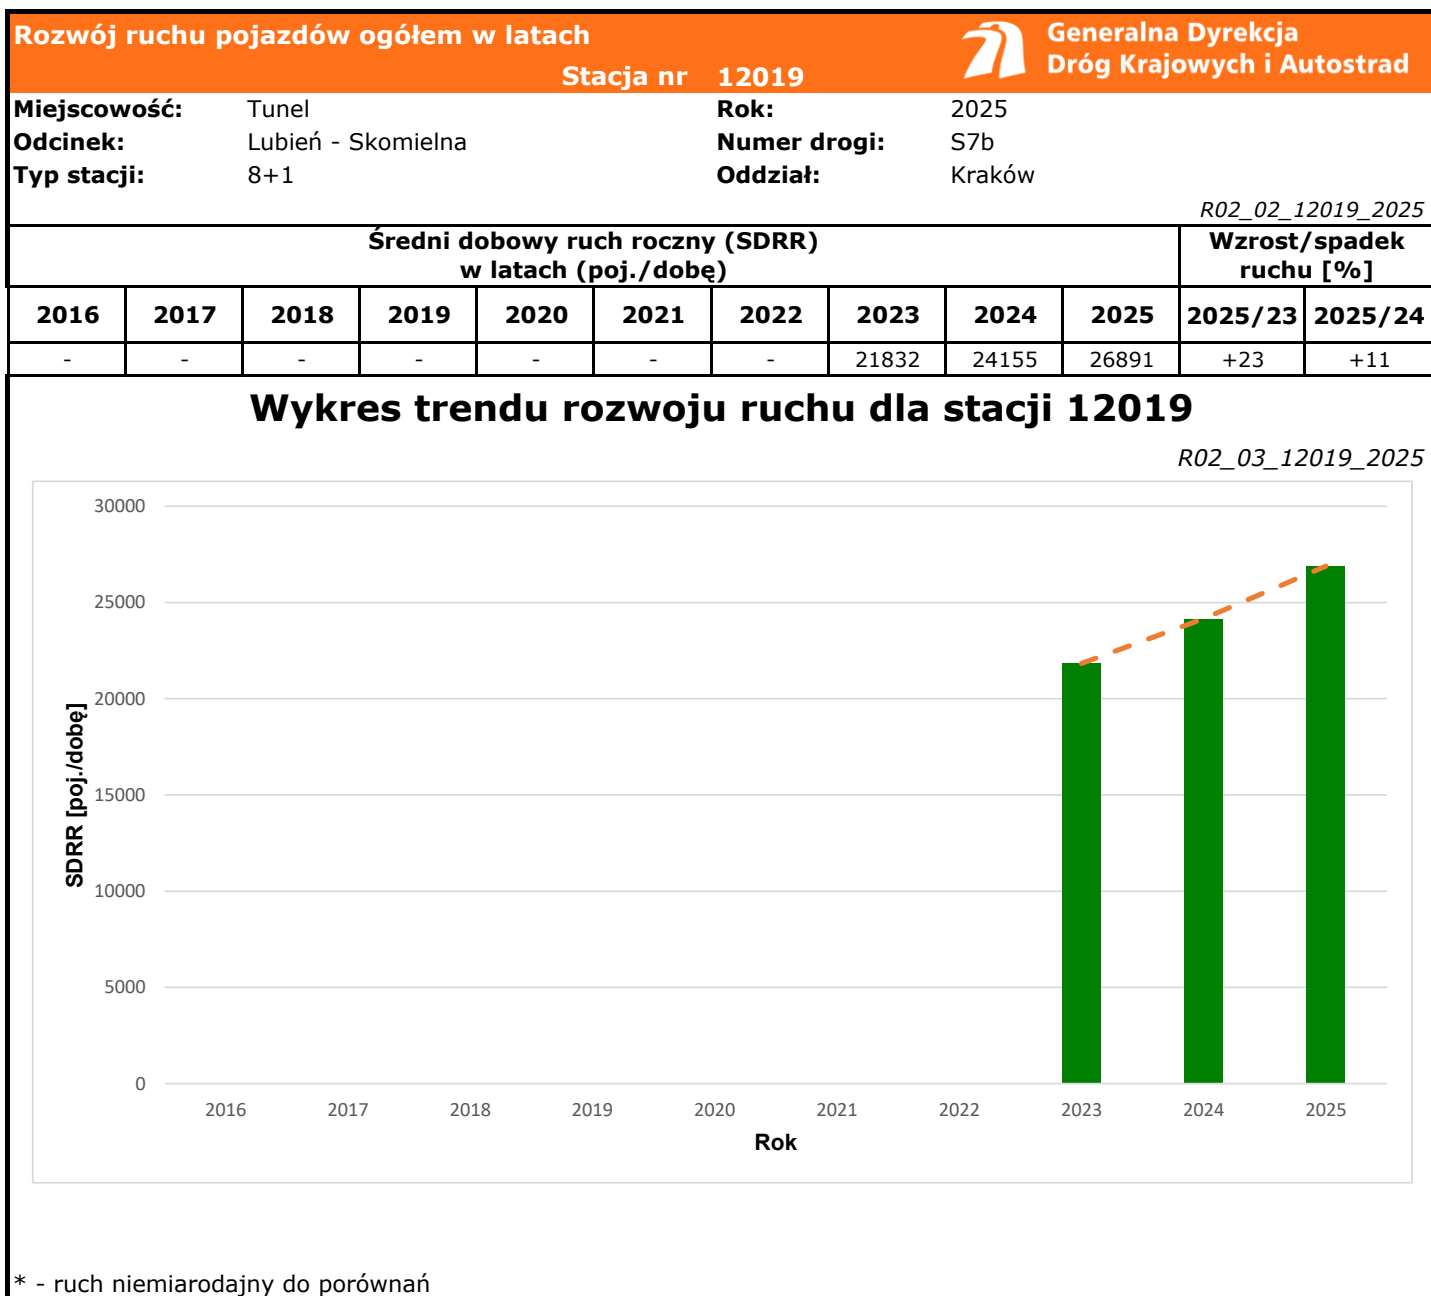 Rozwój ruchu pojazdów ogółem w latach
Generalna Dyrekcja
Dróg Krajowych i Autostrad
Stacja nr 12019
Miejscowość: Tunel Rok: 2025
Odcinek: Lubień - Skomielna Numer drogi: S7b
Typ stacji: 8+1 Oddział: Kraków
R02_02_12019_2025
Średni dobowy ruch roczny (SDRR)
w latach (poj./dobę)
Wzrost/spadek
ruchu [%]
2016 2017 2018 2019 2020 2021 2022 2023 2024 2025 2025/23 2025/24
- - - - - - - 21832 24155 26891 +23 +11
Wykres trendu rozwoju ruchu dla stacji 12019
R02_03_12019_2025
30000
25000
20000
15000
10000
5000
0
SDRR [poj./dobę]
2016 2017 2018 2019 2020 2021 2022 2023 2024 2025
Rok
* - ruch niemiarodajny do porównań